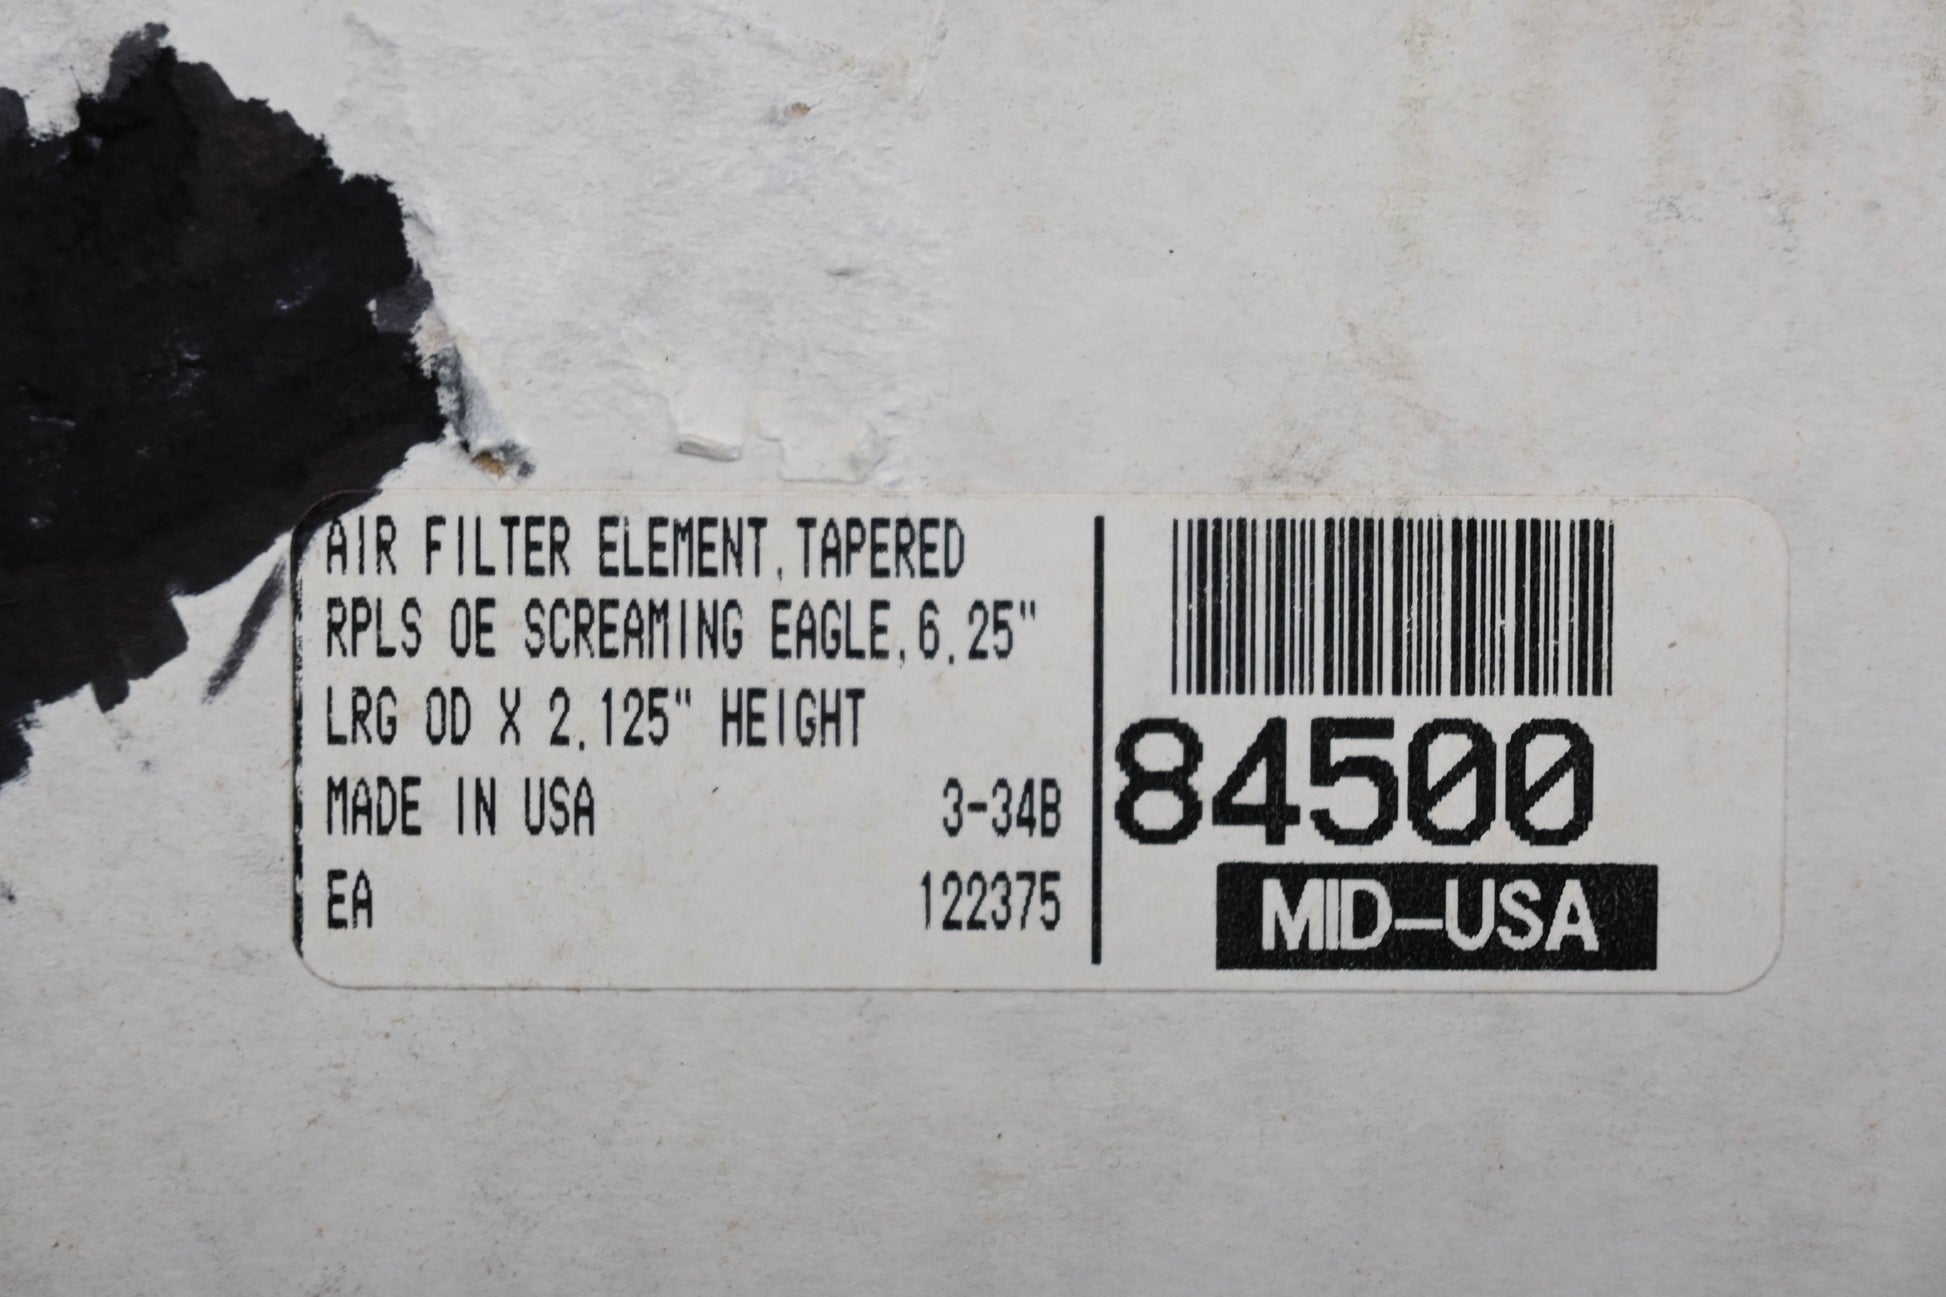 AIR FILTER ELEMENT,TAPERED
RPLS OE SCREAMING EAGLE,6.25"
LRG OD X 2.125" HEIGHT
MADE IN USA 3-34B
EA 122375
84500
MID-USA